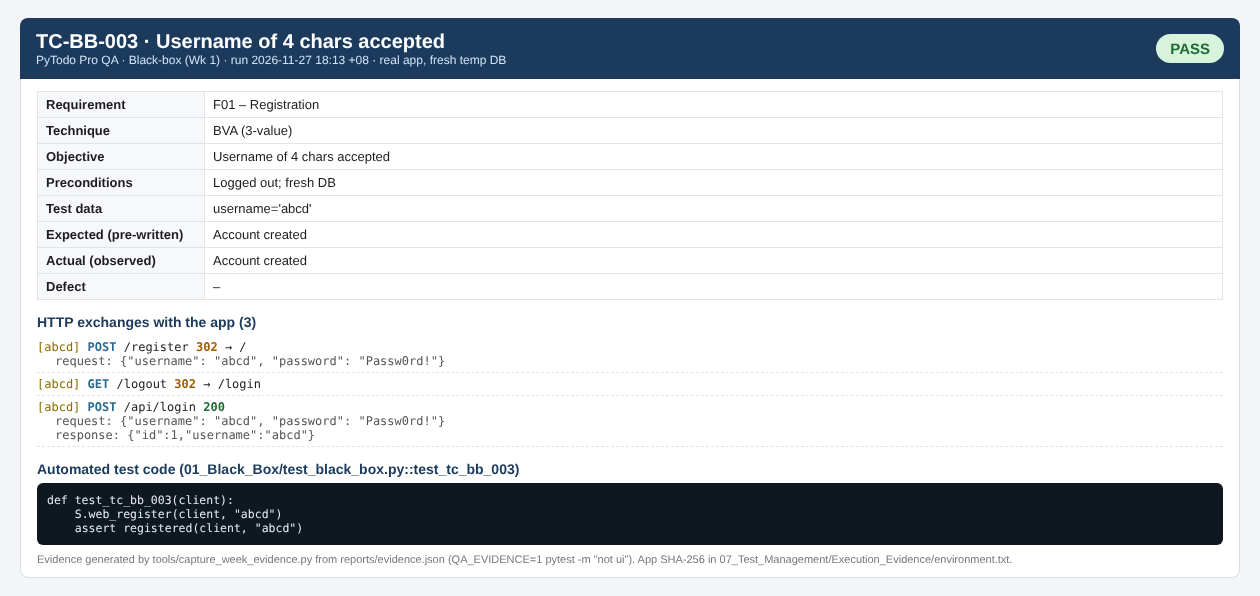 TC-BB-003 · Username of 4 chars accepted
PyTodo Pro QA · Black-box (Wk 1) · run 2026-11-27 18:13 +08 · real app, fresh temp DB
PASS
Requirement F01 – Registration
Technique BVA (3-value)
Objective Username of 4 chars accepted
Preconditions Logged out; fresh DB
Test data username='abcd'
Expected (pre-written) Account created
Actual (observed) Account created
Defect –
HTTP exchanges with the app (3)
[abcd] POST /register 302 → /
request: {"username": "abcd", "password": "Passw0rd!"}
[abcd] GET /logout 302 → /login
[abcd] POST /api/login 200
request: {"username": "abcd", "password": "Passw0rd!"}
response: {"id":1,"username":"abcd"}
Automated test code (01_Black_Box/test_black_box.py::test_tc_bb_003)
def test_tc_bb_003(client):
    S.web_register(client, "abcd")
    assert registered(client, "abcd")
Evidence generated by tools/capture_week_evidence.py from reports/evidence.json (QA_EVIDENCE=1 pytest -m "not ui"). App SHA-256 in 07_Test_Management/Execution_Evidence/environment.txt.